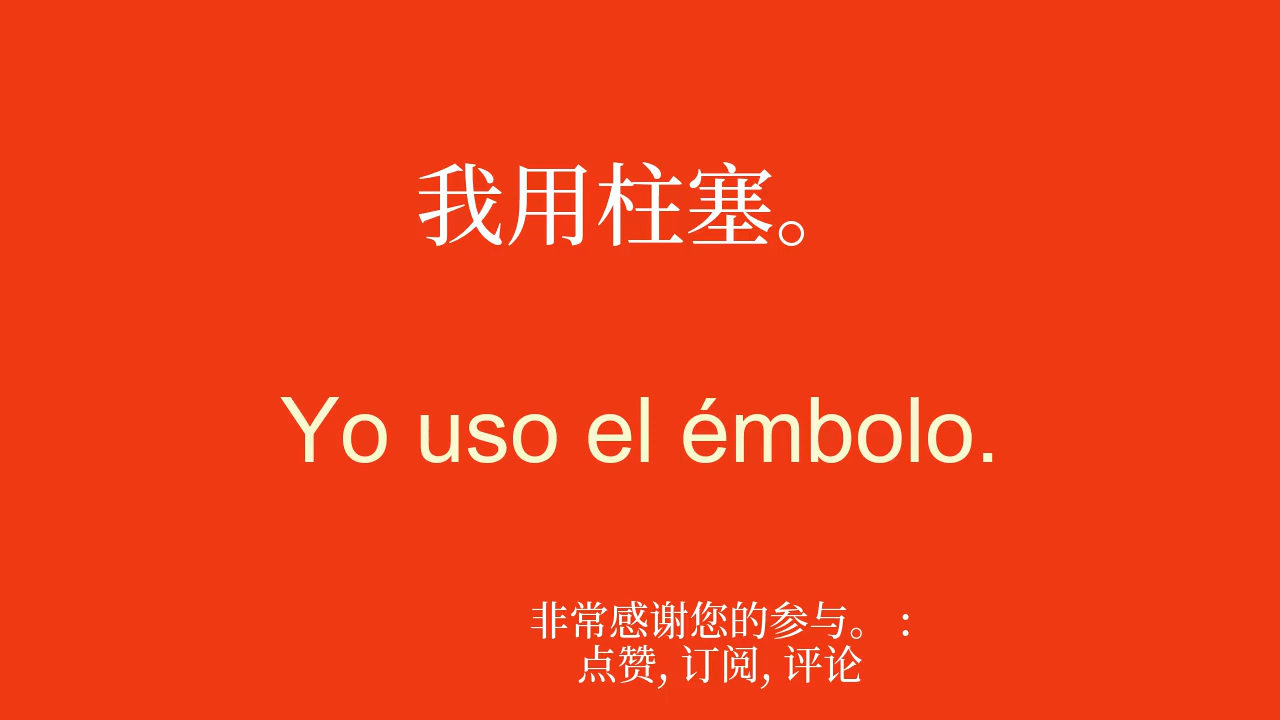 我用柱塞。
Yo uso el émbolo.
非常感谢您的参与。 :
点赞, 订阅, 评论